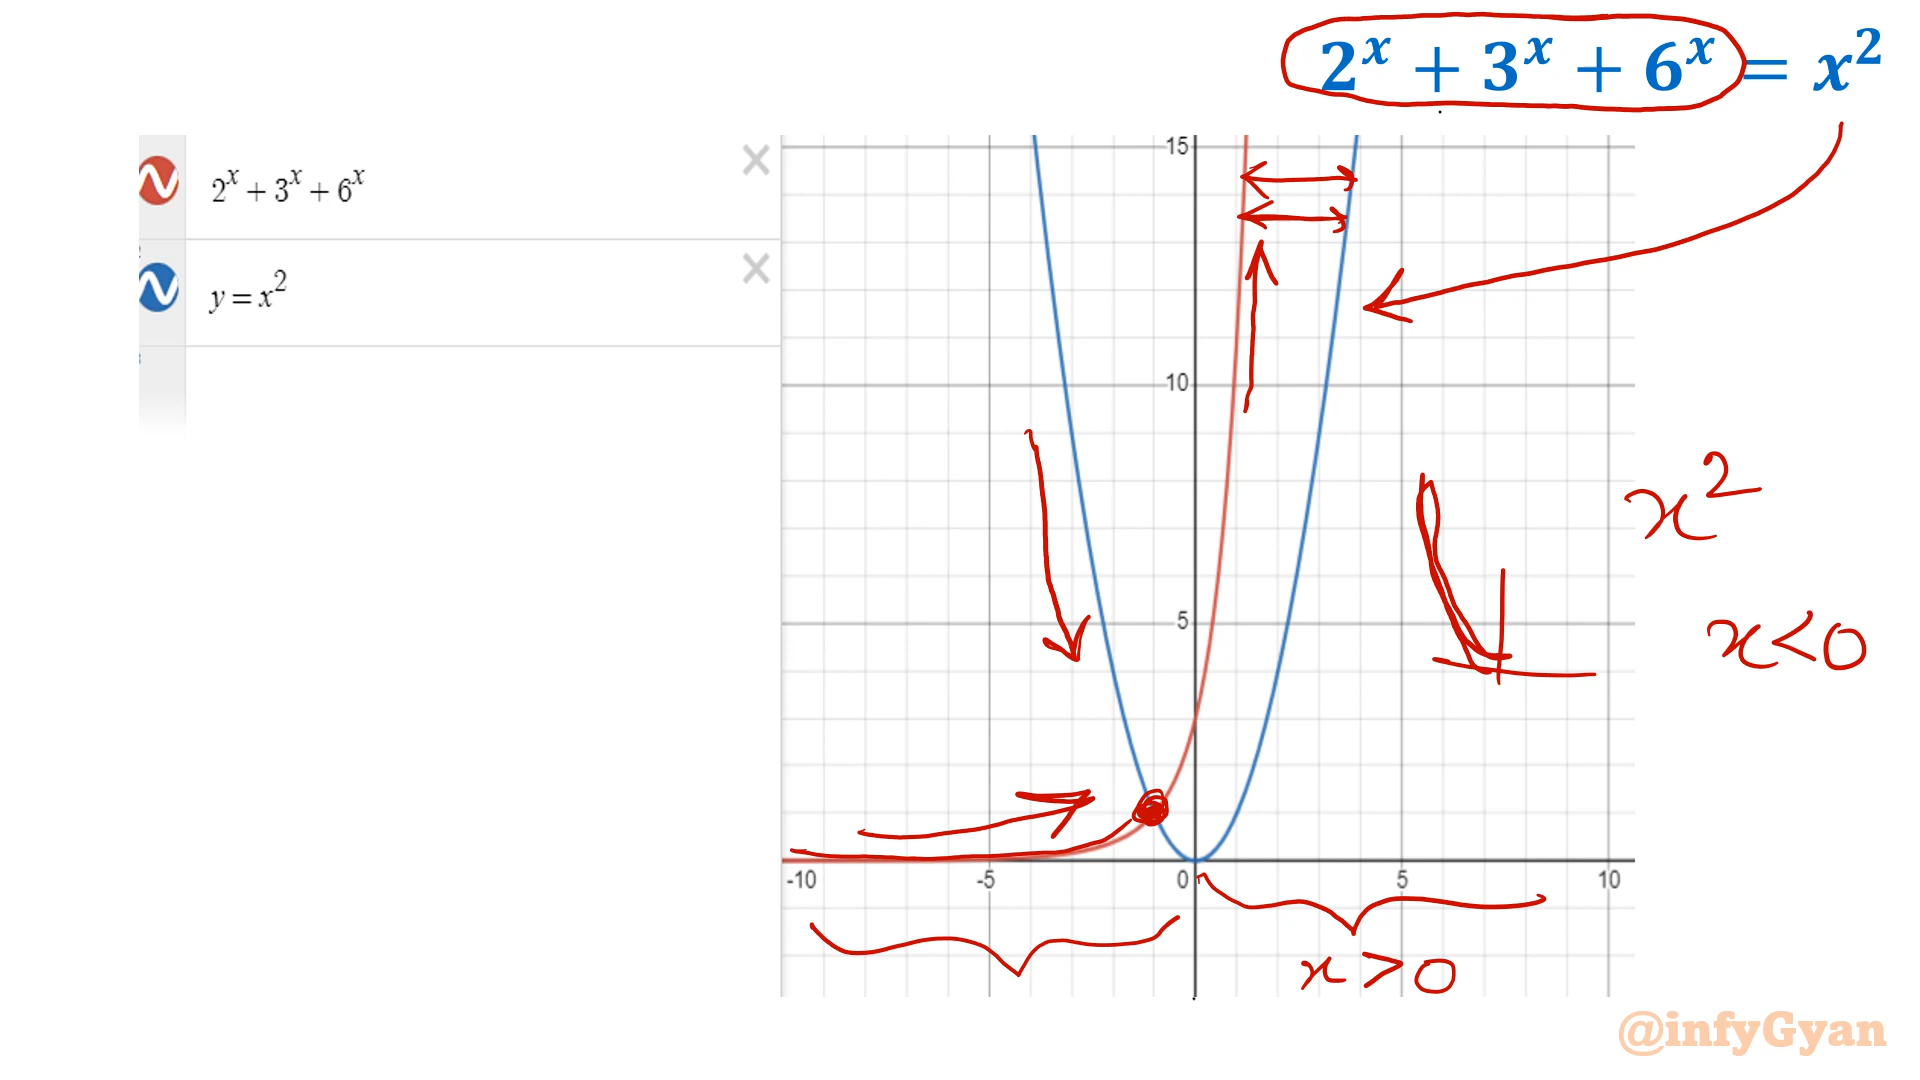 2^x + 3^x + 6^x = x^2
2^x + 3^x + 6^x
y = x^2
15
10
5
-10 -5 0 5 10
x^2
x < 0
x > 0
@infyGyan